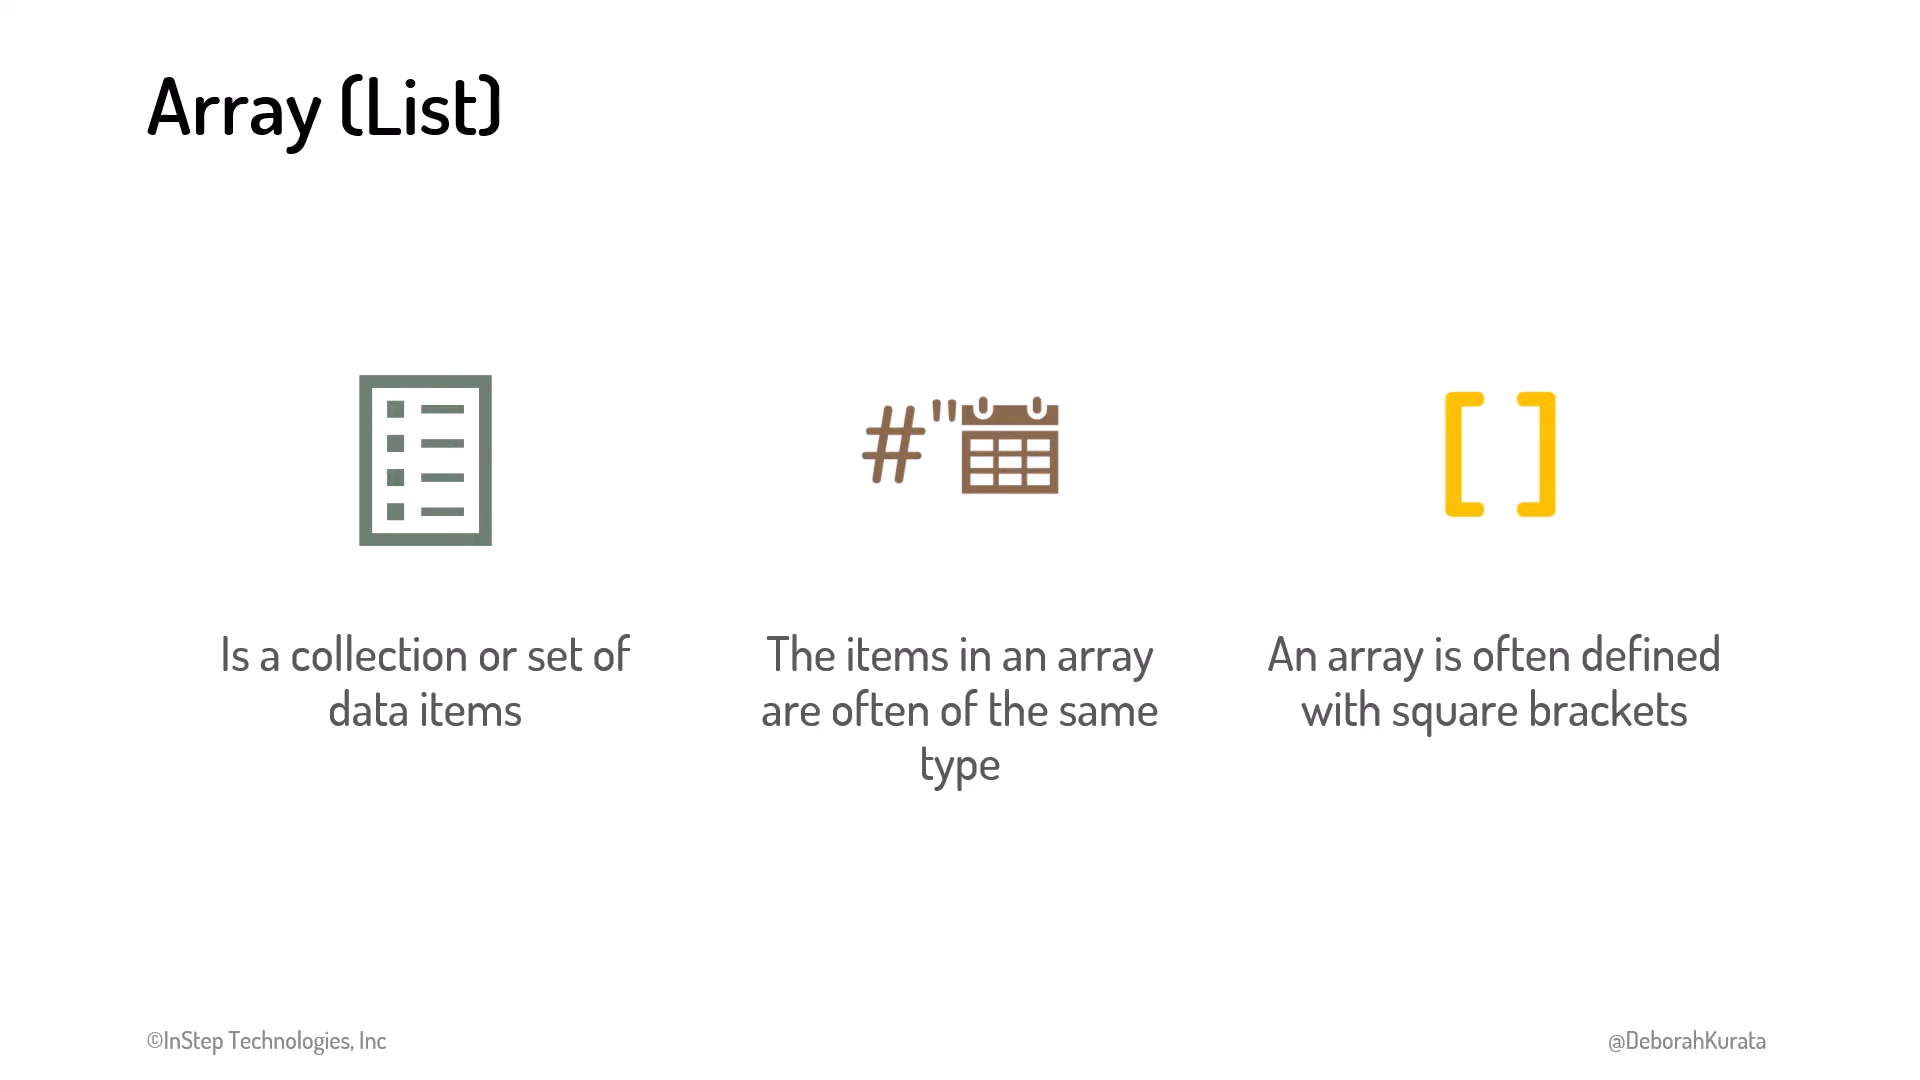 Array (List)
#"
[ ]
Is a collection or set of
data items
The items in an array
are often of the same
type
An array is often defined
with square brackets
©InStep Technologies, Inc
@DeborahKurata